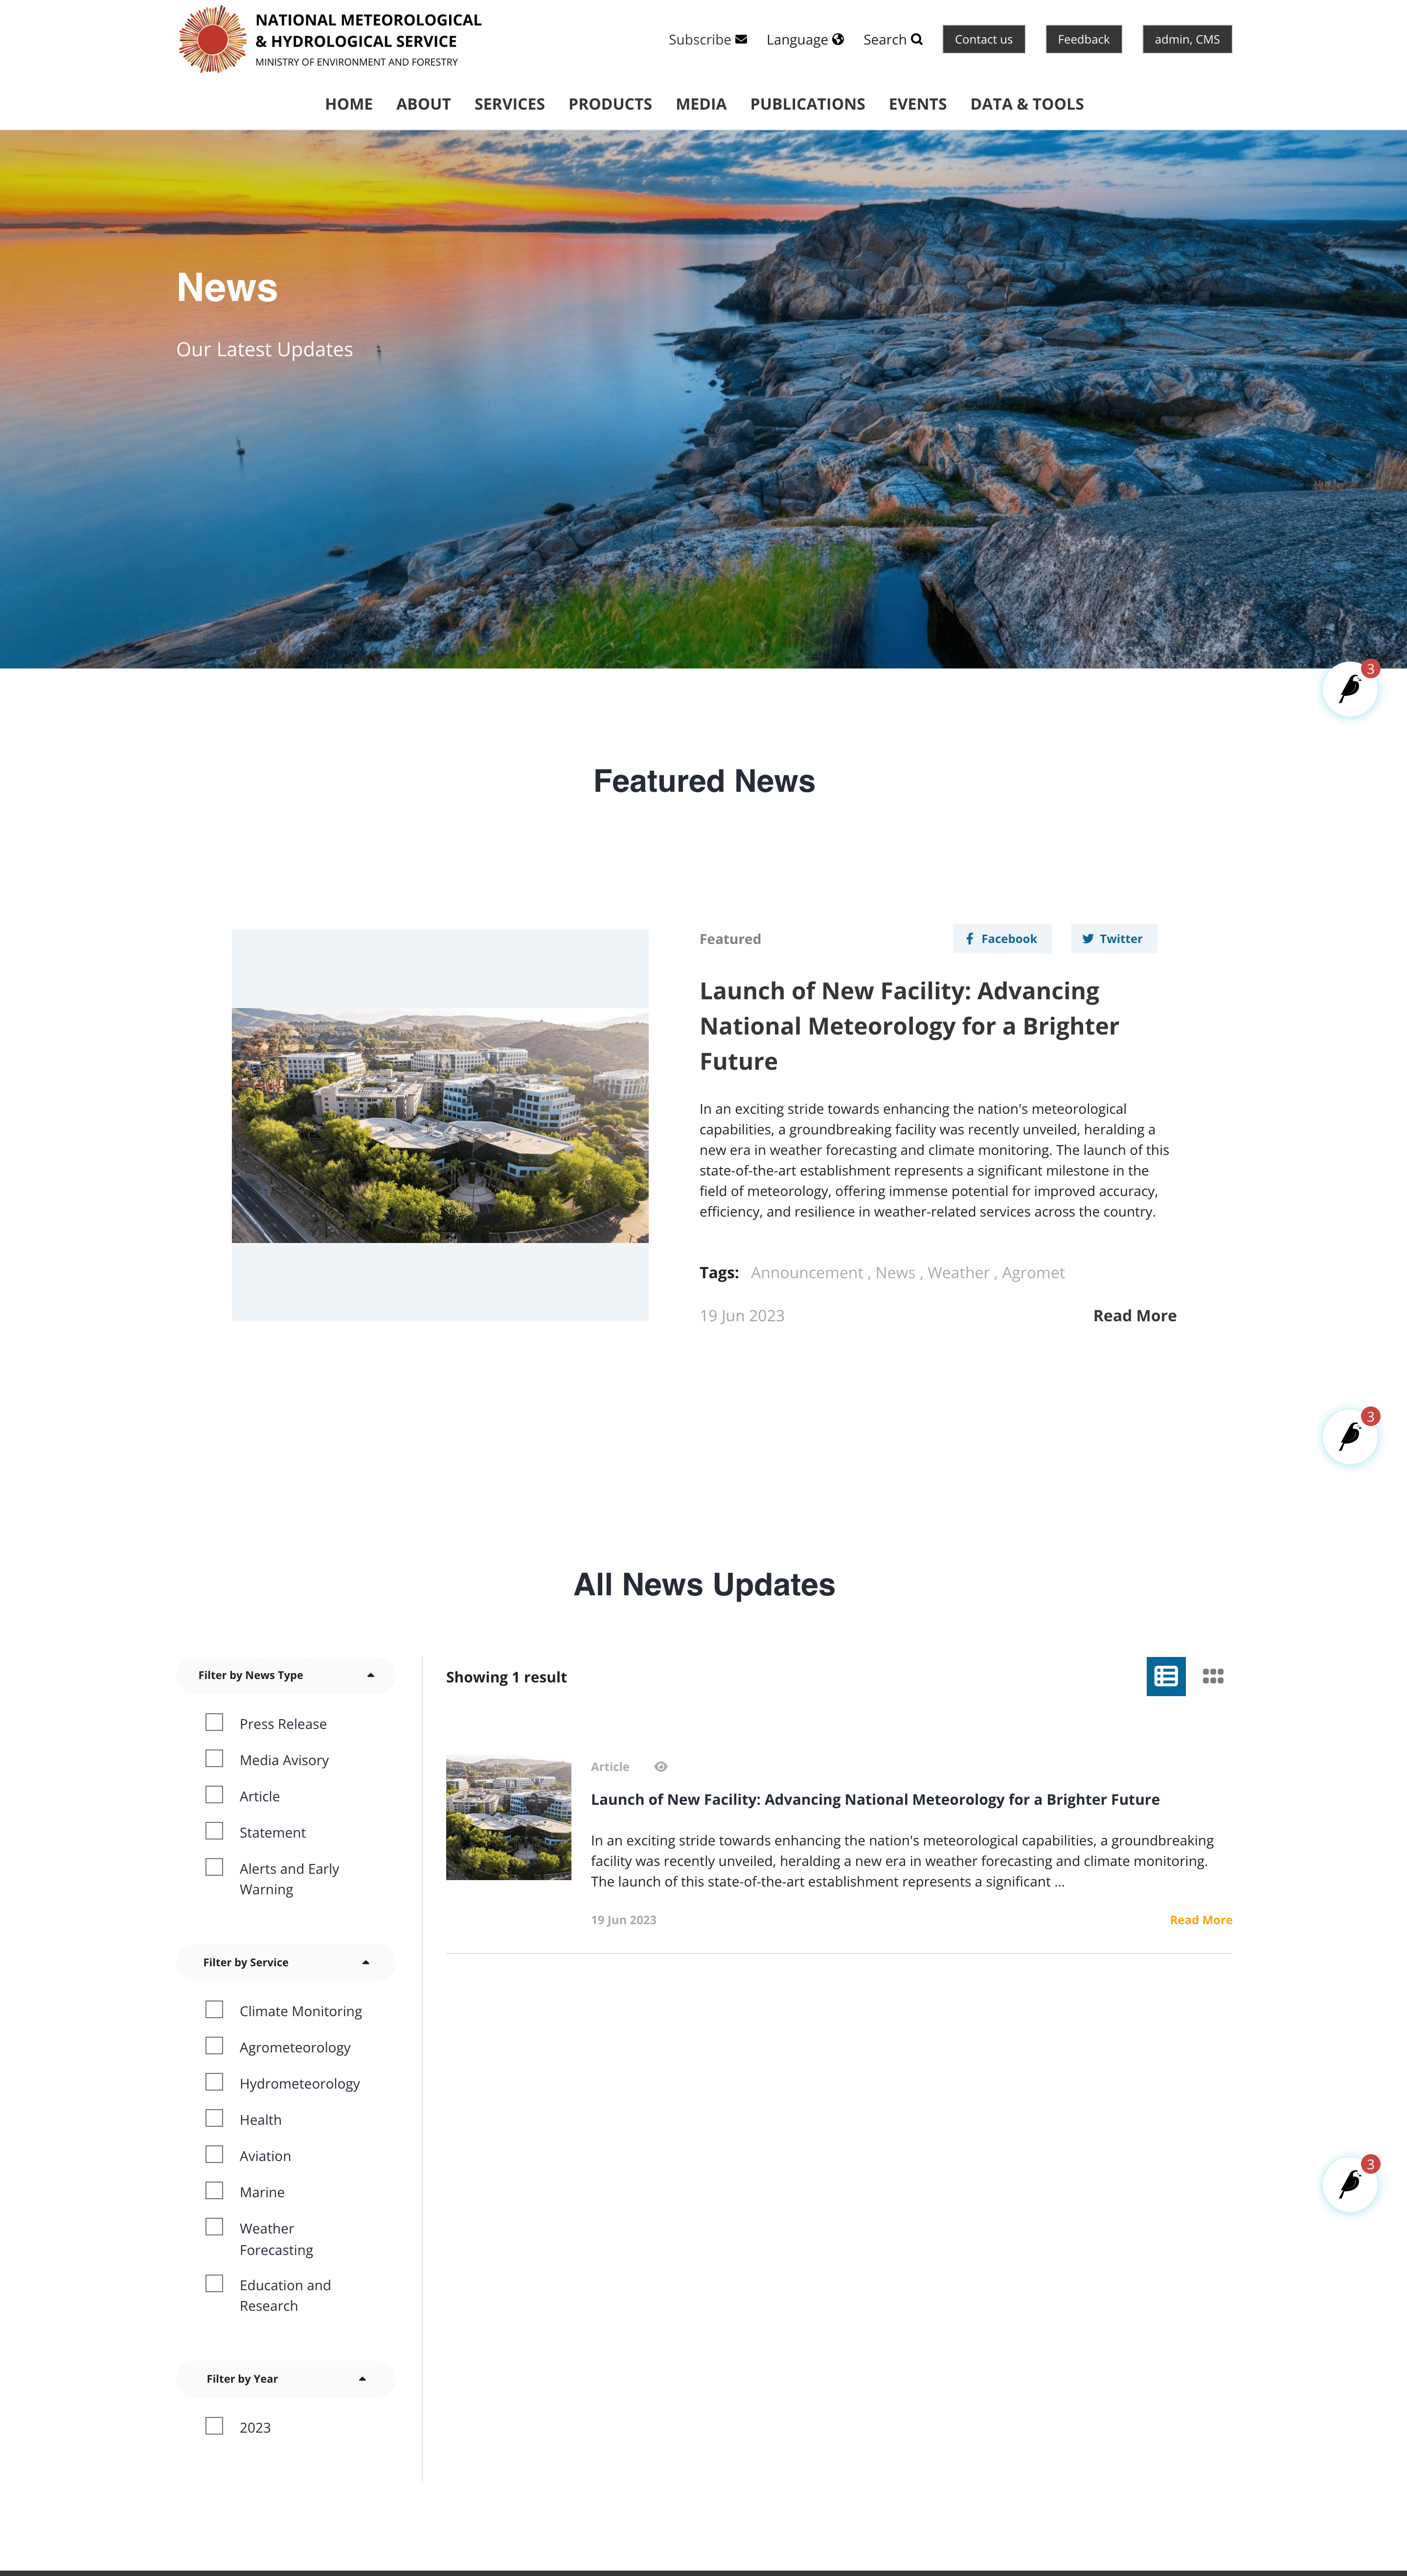 NATIONAL METEOROLOGICAL
& HYDROLOGICAL SERVICE
MINISTRY OF ENVIRONMENT AND FORESTRY
Subscribe Language Search Contact us Feedback admin, CMS
HOME ABOUT SERVICES PRODUCTS MEDIA PUBLICATIONS EVENTS DATA & TOOLS
News
Our Latest Updates
3
Featured News
Featured Facebook Twitter
Launch of New Facility: Advancing
National Meteorology for a Brighter
Future
In an exciting stride towards enhancing the nation's meteorological
capabilities, a groundbreaking facility was recently unveiled, heralding a
new era in weather forecasting and climate monitoring. The launch of this
state-of-the-art establishment represents a significant milestone in the
field of meteorology, offering immense potential for improved accuracy,
efficiency, and resilience in weather-related services across the country.
Tags: Announcement , News , Weather , Agromet
19 Jun 2023 Read More
3
All News Updates
Filter by News Type
Press Release
Media Avisory
Article
Statement
Alerts and Early
Warning
Filter by Service
Climate Monitoring
Agrometeorology
Hydrometeorology
Health
Aviation
Marine
Weather
Forecasting
Education and
Research
Filter by Year
2023
Showing 1 result
Article
Launch of New Facility: Advancing National Meteorology for a Brighter Future
In an exciting stride towards enhancing the nation's meteorological capabilities, a groundbreaking
facility was recently unveiled, heralding a new era in weather forecasting and climate monitoring.
The launch of this state-of-the-art establishment represents a significant ...
19 Jun 2023 Read More
3